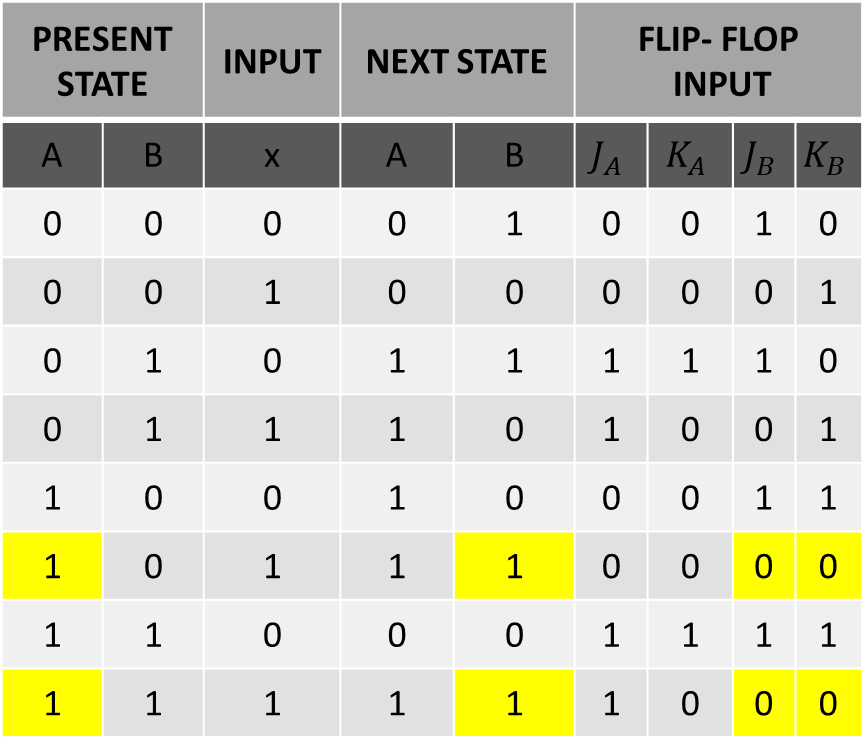 PRESENT STATE INPUT NEXT STATE FLIP- FLOP INPUT
A B x A B J_A K_A J_B K_B
0 0 0 0 1 0 0 1 0
0 0 1 0 0 0 0 0 1
0 1 0 1 1 1 1 1 0
0 1 1 1 0 1 0 0 1
1 0 0 1 0 0 0 1 1
1 0 1 1 1 0 0 0 0
1 1 0 0 0 1 1 1 1
1 1 1 1 1 1 0 0 0